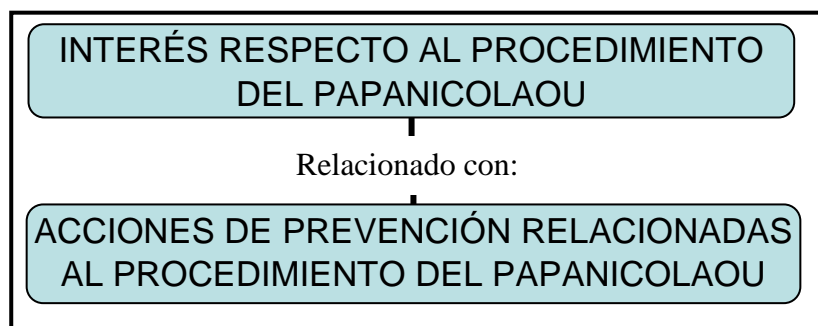 INTERÉS RESPECTO AL PROCEDIMIENTO
DEL PAPANICOLAOU
Relacionado con:
ACCIONES DE PREVENCIÓN RELACIONADAS
AL PROCEDIMIENTO DEL PAPANICOLAOU